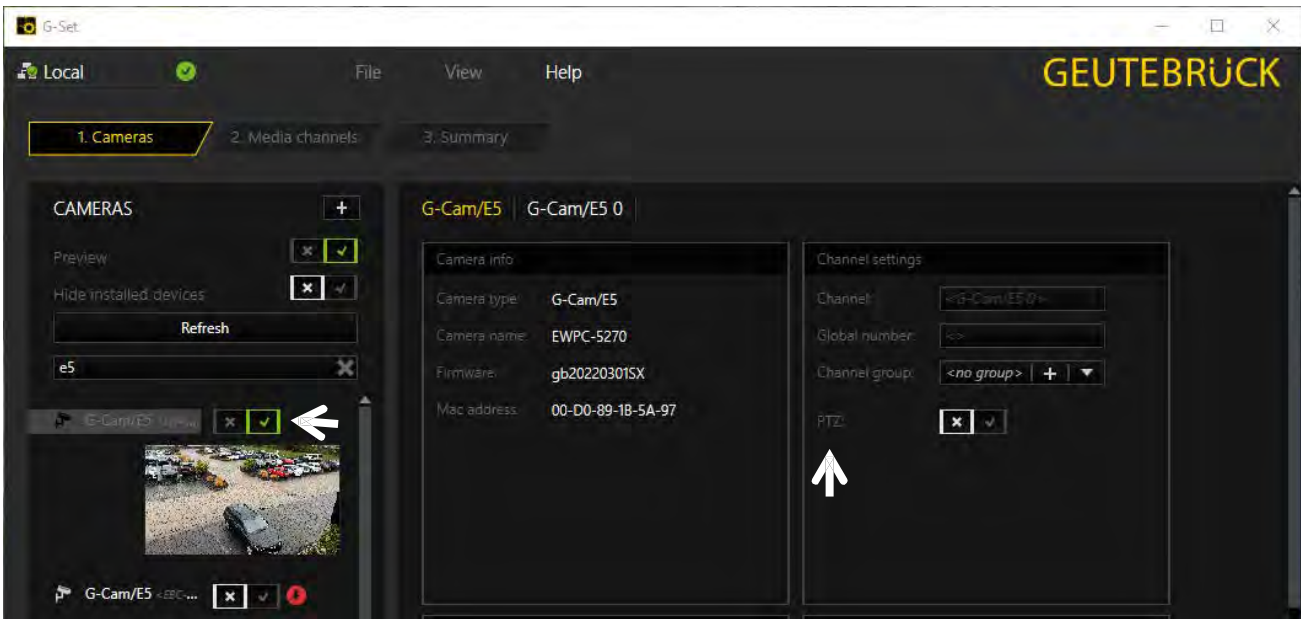 G-Set
Local File View Help GEUTEBRÜCK
1. Cameras 2. Media channels 3. Summary
CAMERAS +
G-Cam/E5 G-Cam/E5 0
Preview
Hide installed devices
Refresh
e5
G-Cam/E5
G-Cam/E5 <EBC-...
Camera info
Camera type: G-Cam/E5
Camera name: EWPC-5270
Firmware: gb20220301SX
Mac address: 00-D0-89-1B-5A-97
Channel settings
Channel: <G-Cam/E5 0>
Global number: <>
Channel group: <no group> +
PTZ: